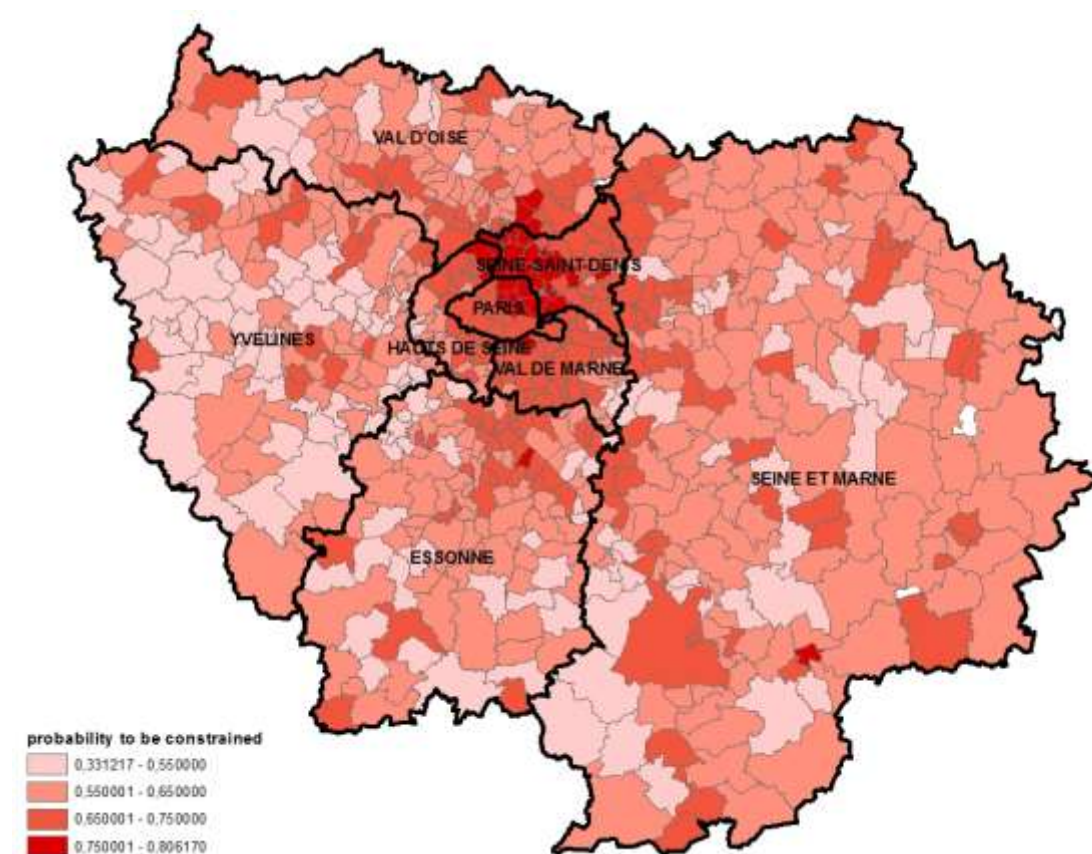 VAL D'OISE
SEINE-SAINT-DENIS
PARIS
YVELINES
HAUTS DE SEINE
VAL DE MARNE
SEINE ET MARNE
ESSONNE
probability to be constrained
0,331217 - 0,550000
0,550001 - 0,650000
0,650001 - 0,750000
0,750001 - 0,806170